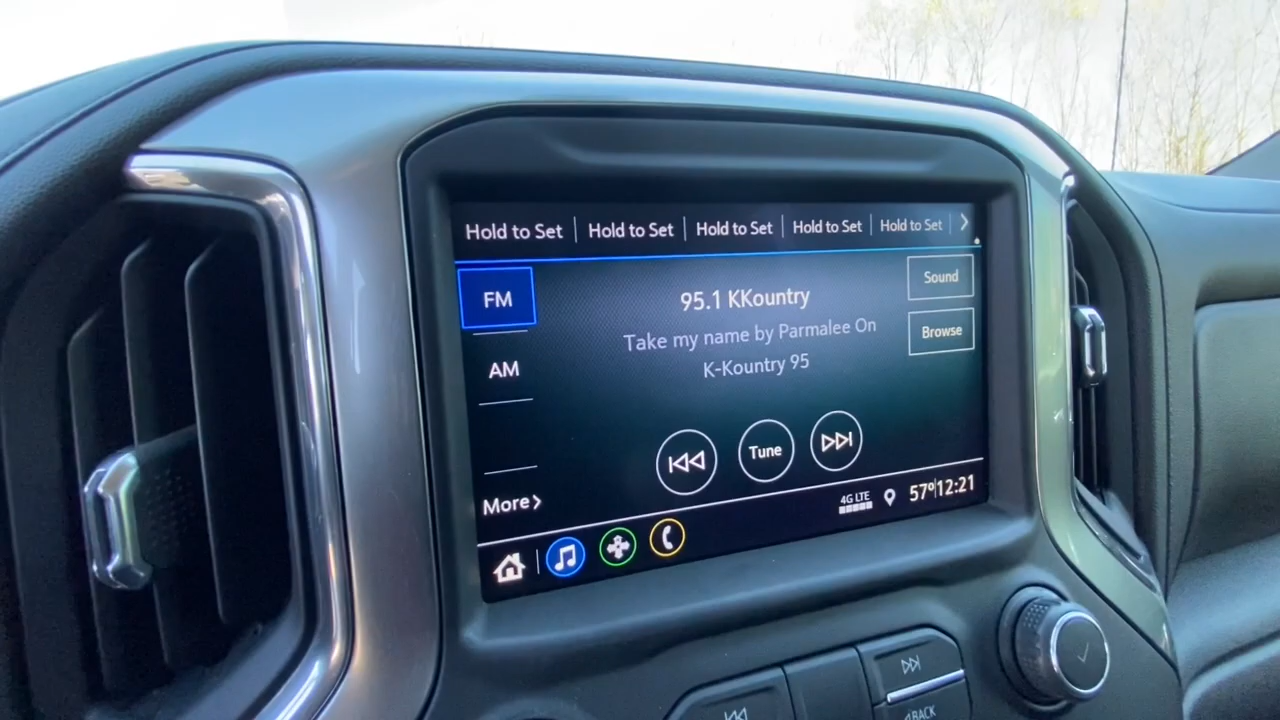 Hold to Set Hold to Set Hold to Set Hold to Set Hold to Set
FM
95.1 KKountry
Sound
Take my name by Parmalee On
Browse
K-Kountry 95
AM
Tune
More
4G LTE
57° 12:21
BACK